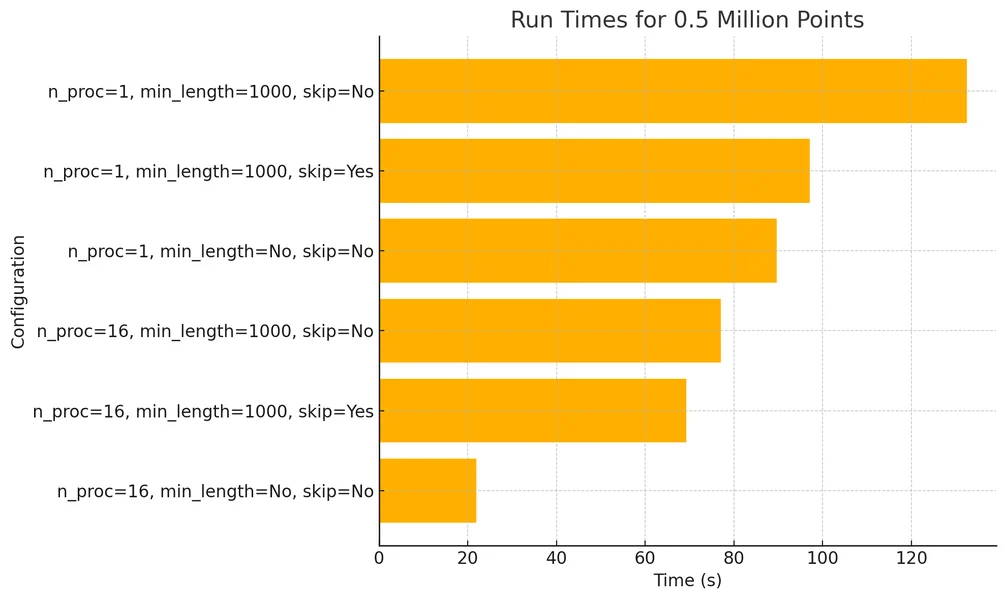 Run Times for 0.5 Million Points
Configuration
n_proc=1, min_length=1000, skip=No
n_proc=1, min_length=1000, skip=Yes
n_proc=1, min_length=No, skip=No
n_proc=16, min_length=1000, skip=No
n_proc=16, min_length=1000, skip=Yes
n_proc=16, min_length=No, skip=No
0 20 40 60 80 100 120
Time (s)